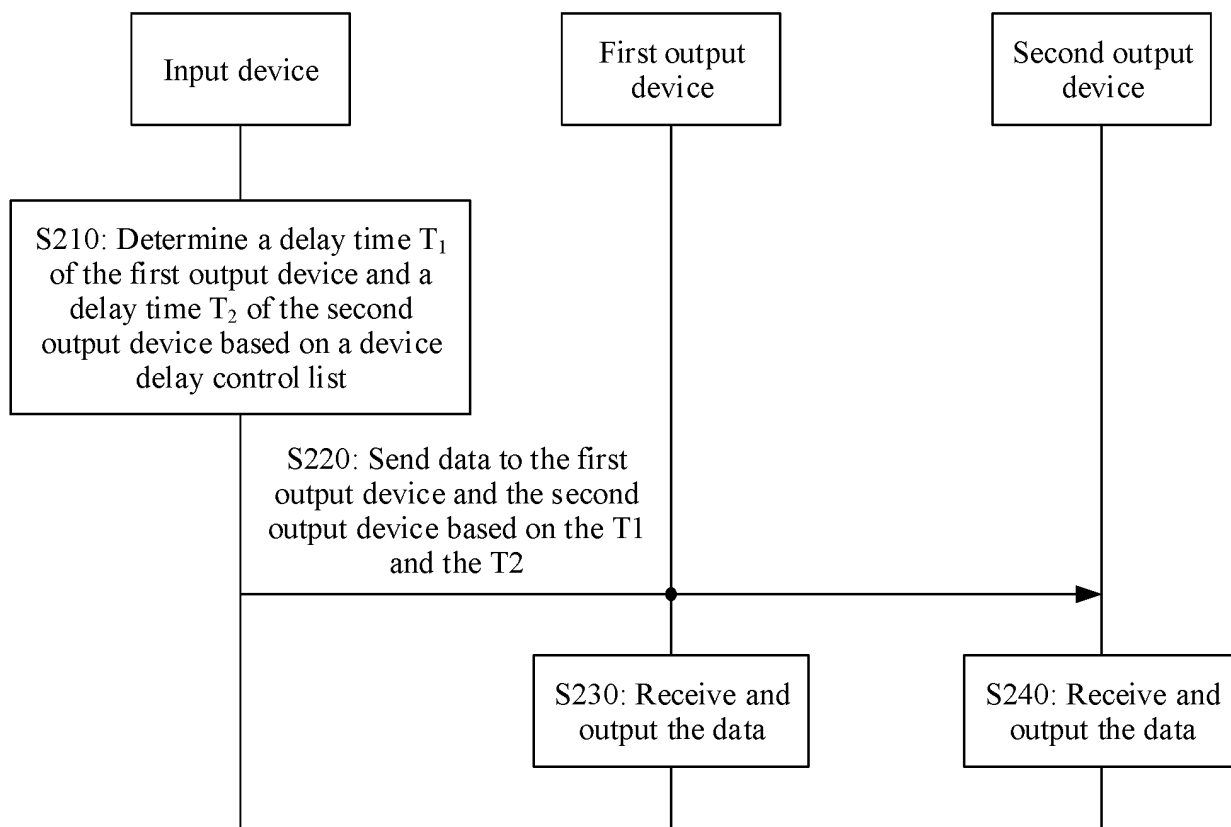 Input device
First output
device
Second output
device
S210: Determine a delay time T₁
of the first output device and a
delay time T₂ of the second
output device based on a device
delay control list
S220: Send data to the first
output device and the second
output device based on the T1
and the T2
S230: Receive and
output the data
S240: Receive and
output the data